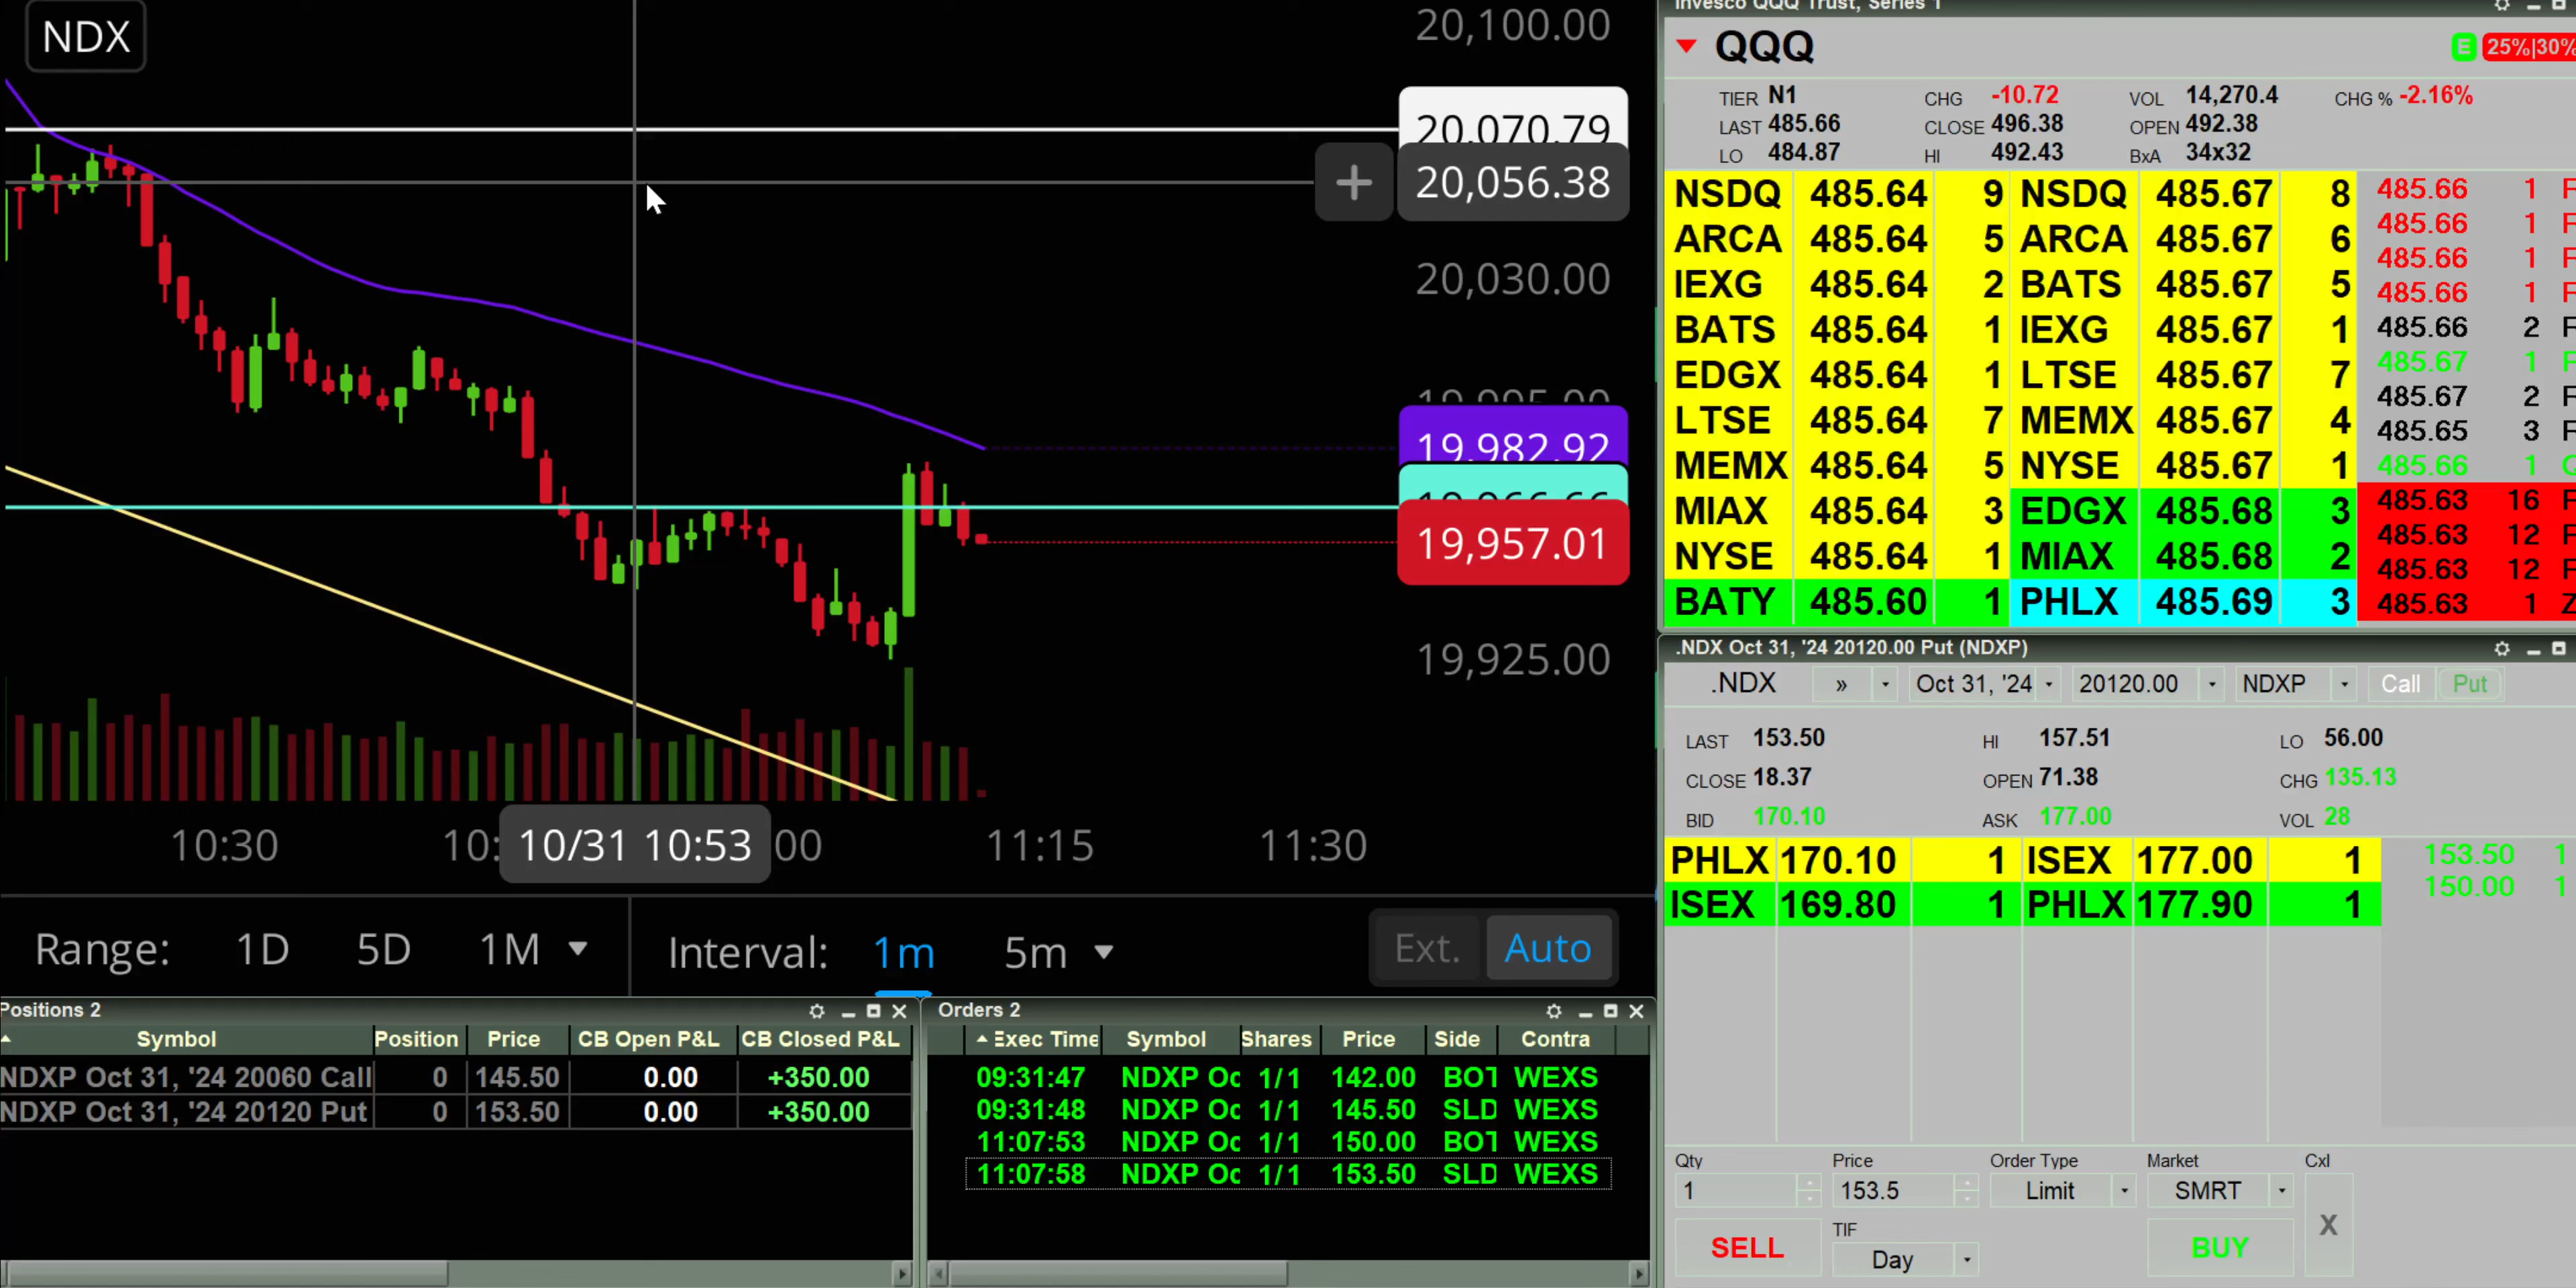 NDX
20,100.00
20,070.79
20,056.38
20,030.00
19,982.92
19,957.01
19,925.00
10:30
10/31 10:53
11:15
11:30
Range: 1D 5D 1M
Interval: 1m 5m
Ext. Auto
Positions 2
Symbol Position Price CB Open P&L CB Closed P&L
NDXP Oct 31, '24 20060 Call 0 145.50 0.00 +350.00
NDXP Oct 31, '24 20120 Put 0 153.50 0.00 +350.00
Orders 2
Exec Time Symbol Shares Price Side Contra
09:31:47 NDXP Oc 1/1 142.00 BOT WEXS
09:31:48 NDXP Oc 1/1 145.50 SLD WEXS
11:07:53 NDXP Oc 1/1 150.00 BOT WEXS
11:07:58 NDXP Oc 1/1 153.50 SLD WEXS
Invesco QQQ Trust, Series 1
QQQ E 25%|30%
TIER N1 CHG -10.72 VOL 14,270.4 CHG % -2.16%
LAST 485.66 CLOSE 496.38 OPEN 492.38
LO 484.87 HI 492.43 BxA 34x32
NSDQ 485.64 9 NSDQ 485.67 8
ARCA 485.64 5 ARCA 485.67 6
IEXG 485.64 2 BATS 485.67 5
BATS 485.64 1 IEXG 485.67 1
EDGX 485.64 1 LTSE 485.67 7
LTSE 485.64 7 MEMX 485.67 4
MEMX 485.64 5 NYSE 485.67 1
MIAX 485.64 3 EDGX 485.68 3
NYSE 485.64 1 MIAX 485.68 2
BATY 485.60 1 PHLX 485.69 3
485.66 1
485.66 1
485.66 1
485.66 1
485.66 2
485.67 1
485.67 2
485.65 3
485.66 1
485.63 16
485.63 12
485.63 12
485.63 1
.NDX Oct 31, '24 20120.00 Put (NDXP)
.NDX » Oct 31, '24 20120.00 NDXP Call Put
LAST 153.50 HI 157.51 LO 56.00
CLOSE 18.37 OPEN 71.38 CHG 135.13
BID 170.10 ASK 177.00 VOL 28
PHLX 170.10 1 ISEX 177.00 1
ISEX 169.80 1 PHLX 177.90 1
153.50 1
150.00 1
Qty Price Order Type Market Cxl
1 153.5 Limit SMRT X
TIF
SELL Day BUY